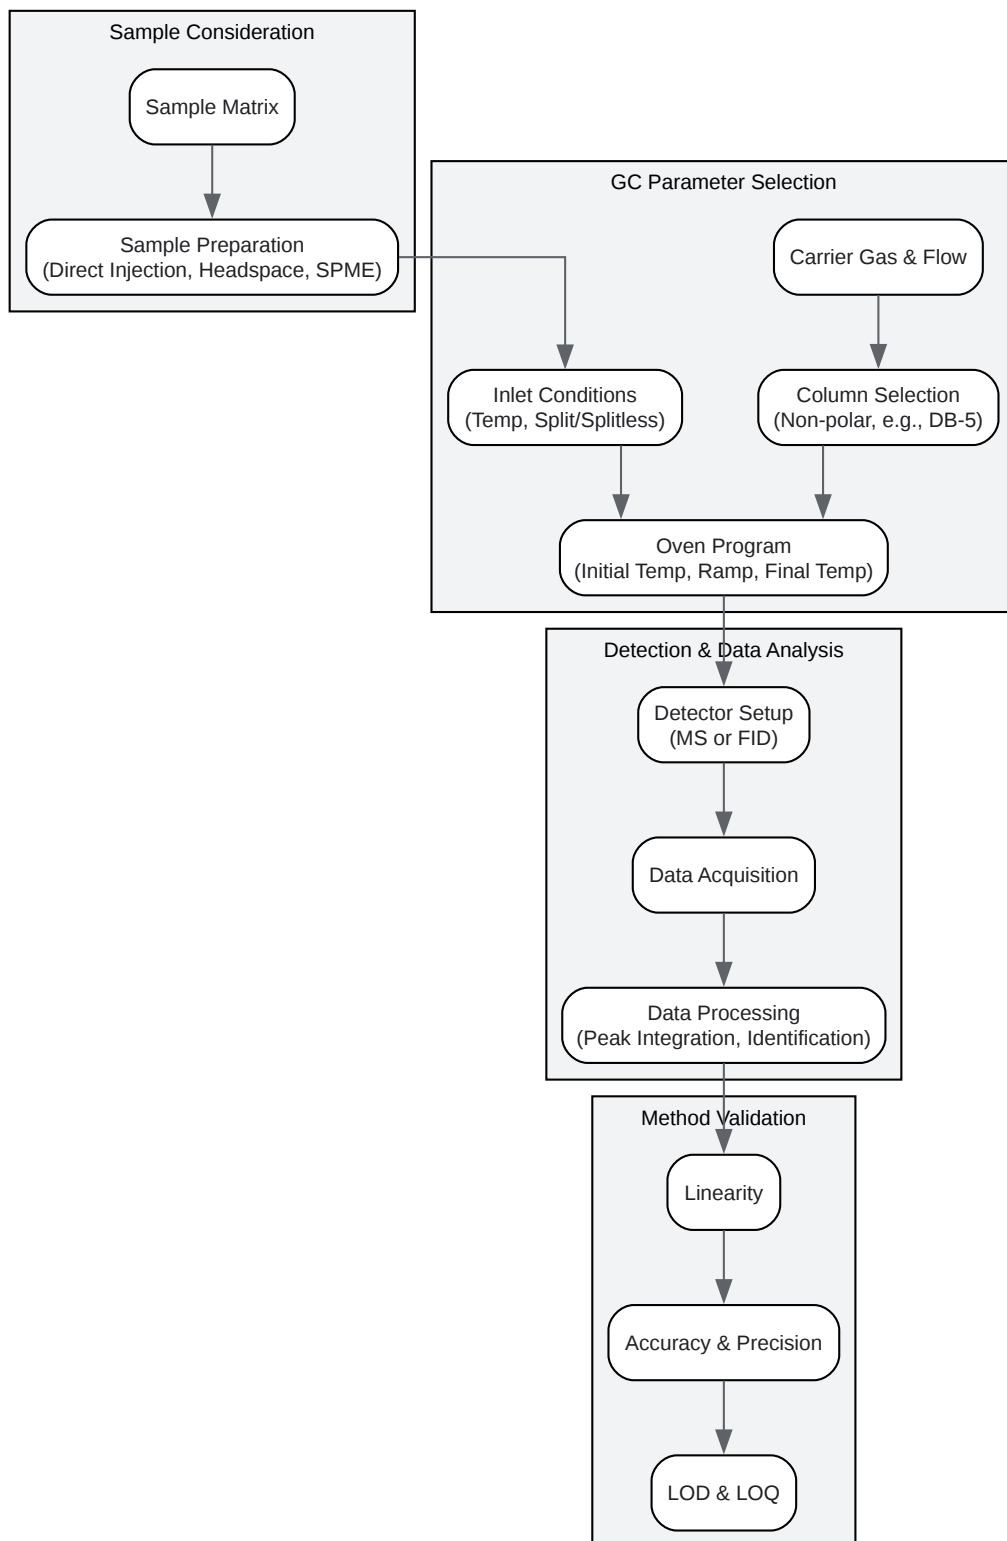 Sample Consideration
Sample Matrix
Sample Preparation
(Direct Injection, Headspace, SPME)
GC Parameter Selection
Carrier Gas & Flow
Inlet Conditions
(Temp, Split/Splitless)
Column Selection
(Non-polar, e.g., DB-5)
Oven Program
(Initial Temp, Ramp, Final Temp)
Detection & Data Analysis
Detector Setup
(MS or FID)
Data Acquisition
Data Processing
(Peak Integration, Identification)
Method Validation
Linearity
Accuracy & Precision
LOD & LOQ